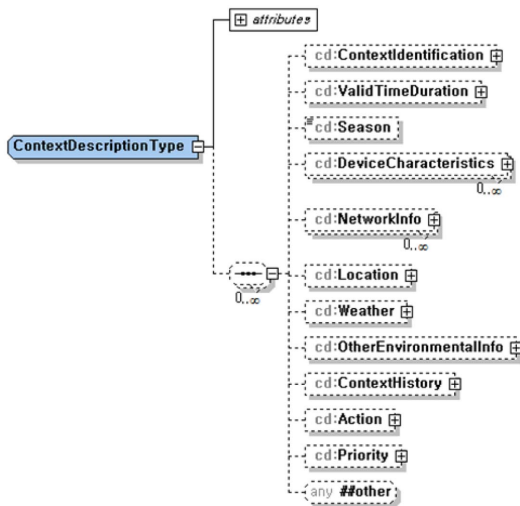 attributes
cd:ContextIdentification
cd:ValidTimeDuration
ContextDescriptionType
cd:Season
cd:DeviceCharacteristics
0..∞
cd:NetworkInfo
0..∞
0..∞
cd:Location
cd:Weather
cd:OtherEnvironmentalInfo
cd:ContextHistory
cd:Action
cd:Priority
any ##other